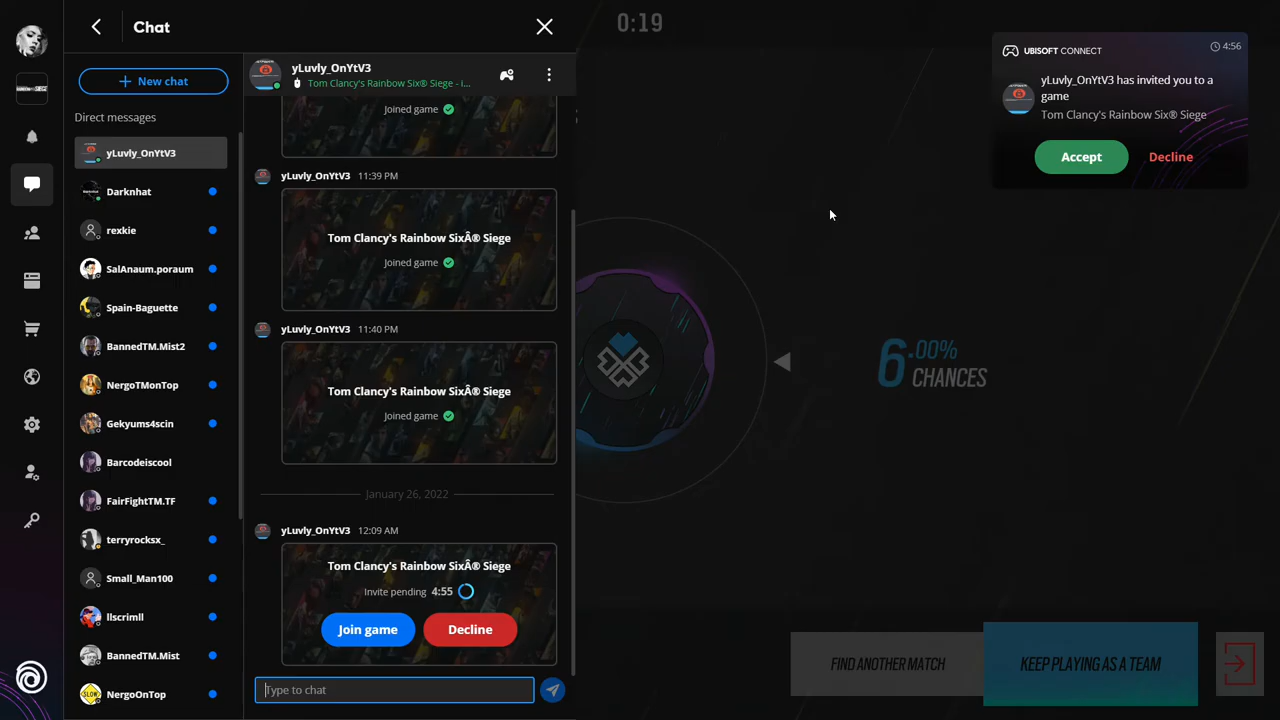 Chat
+ New chat
Direct messages
yLuvly_OnYtV3
Darknhat
rexkie
SalAnaum.poraum
Spain-Baguette
BannedTM.Mist2
NergoTMonTop
Gekyums4scin
Barcodeiscool
FairFightTM.TF
terryrocksx_
Small_Man100
llscrimll
BannedTM.Mist
SLOW
NergoOnTop
yLuvly_OnYtV3
Tom Clancy's Rainbow Six® Siege - i...
Joined game
yLuvly_OnYtV3 11:39 PM
Tom Clancy's Rainbow SixÂ® Siege
Joined game
yLuvly_OnYtV3 11:40 PM
Tom Clancy's Rainbow SixÂ® Siege
Joined game
January 26, 2022
yLuvly_OnYtV3 12:09 AM
Tom Clancy's Rainbow SixÂ® Siege
Invite pending 4:55
Join game Decline
Type to chat
0:19
UBISOFT CONNECT 4:56
yLuvly_OnYtV3 has invited you to a
game
Tom Clancy's Rainbow Six® Siege
Accept Decline
6.00%
CHANCES
FIND ANOTHER MATCH
KEEP PLAYING AS A TEAM